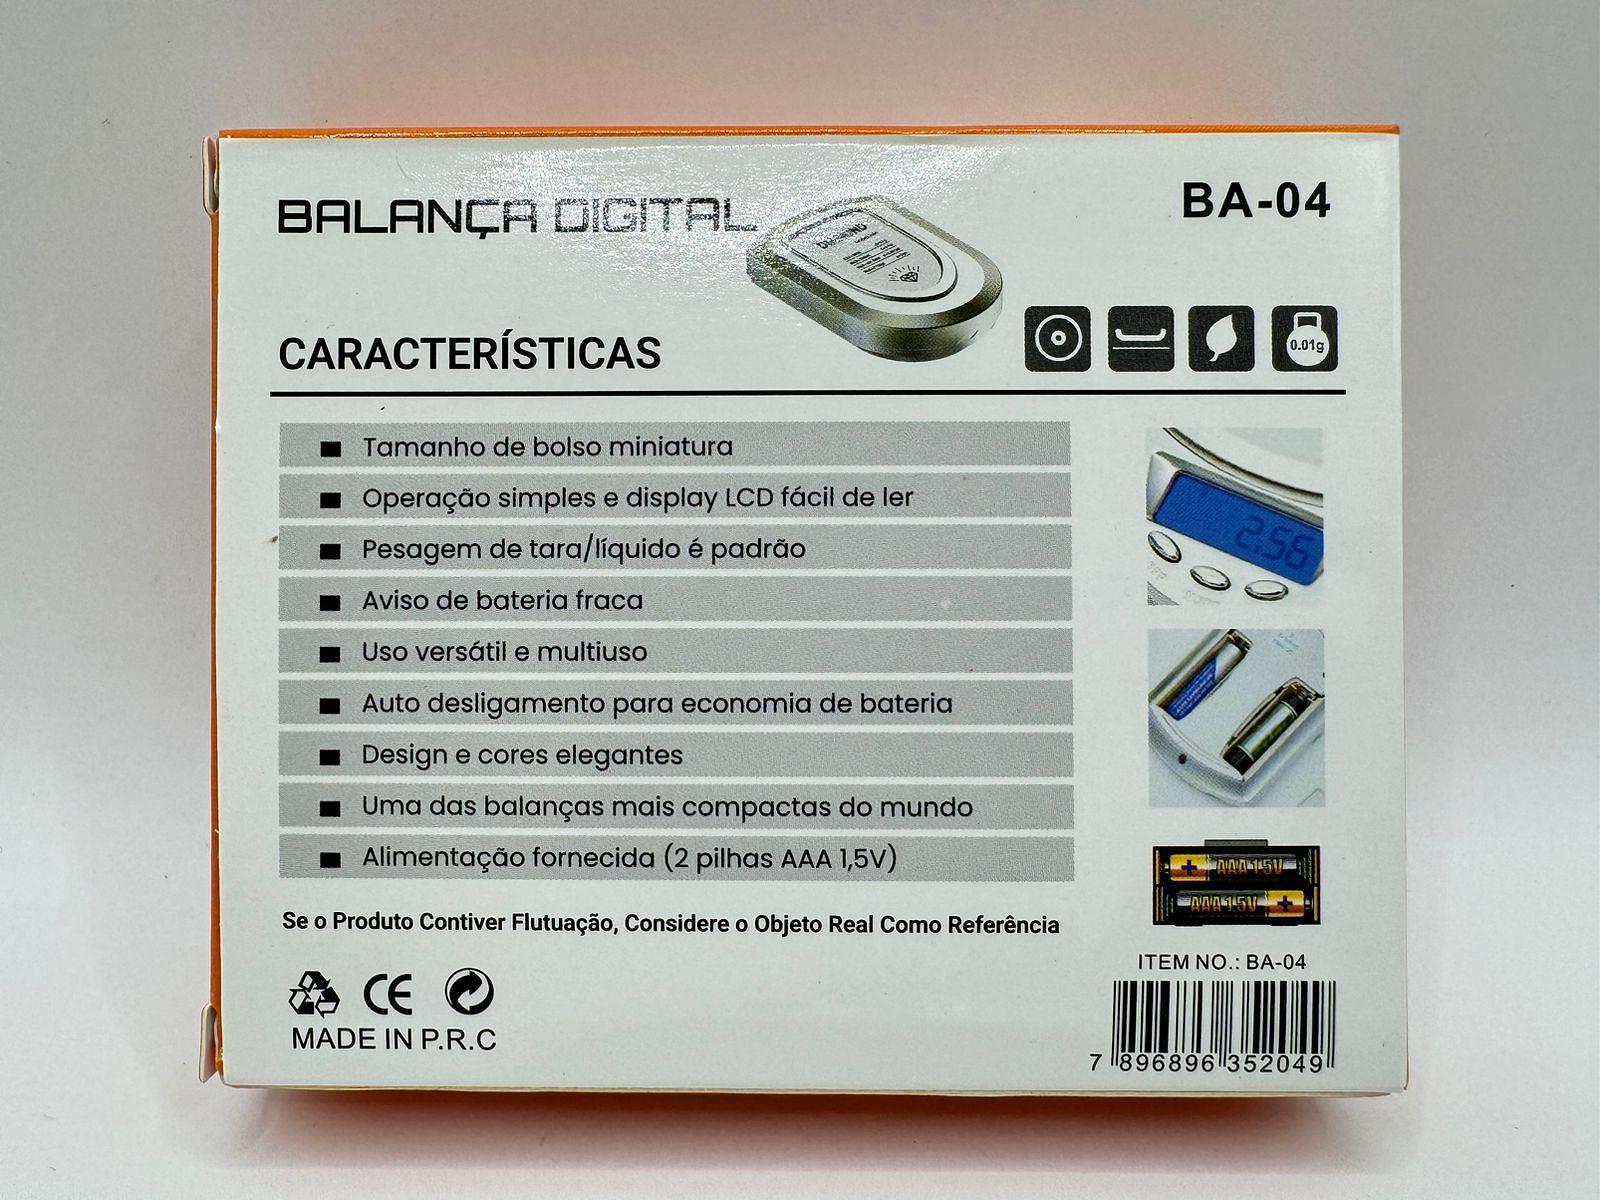 BALANÇA DIGITAL
BA-04
CARACTERÍSTICAS
0.01g
Tamanho de bolso miniatura
Operação simples e display LCD fácil de ler
Pesagem de tara/líquido é padrão
Aviso de bateria fraca
Uso versátil e multiuso
Auto desligamento para economia de bateria
Design e cores elegantes
Uma das balanças mais compactas do mundo
Alimentação fornecida (2 pilhas AAA 1,5V)
2.56
AAA 1.5V
AAA 1.5V
Se o Produto Contiver Flutuação, Considere o Objeto Real Como Referência
CE
MADE IN P.R.C
ITEM NO.: BA-04
7 896896 352049